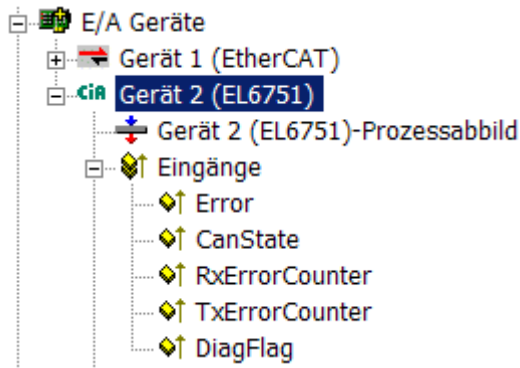 E/A Geräte
Gerät 1 (EtherCAT)
CiA Gerät 2 (EL6751)
Gerät 2 (EL6751)-Prozessabbild
Eingänge
Error
CanState
RxErrorCounter
TxErrorCounter
DiagFlag